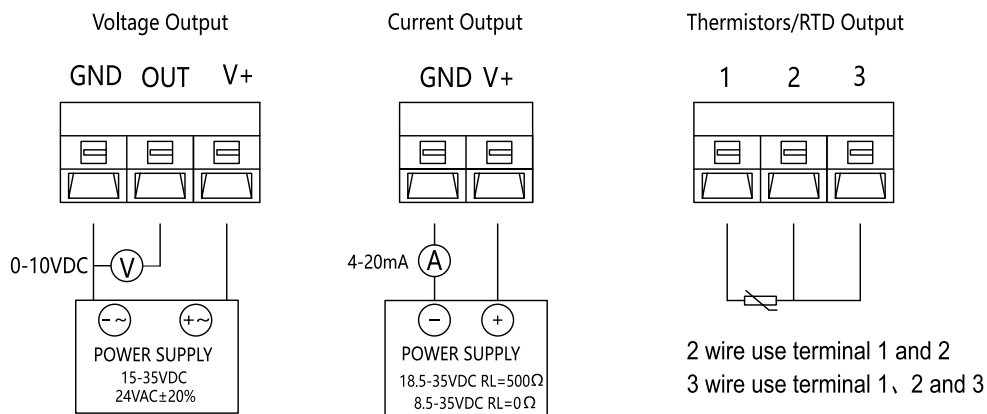 Voltage Output
GND OUT V+
0-10VDC
V
-~ +~
POWER SUPPLY
15-35VDC
24VAC±20%
Current Output
GND V+
4-20mA
A
- +
POWER SUPPLY
18.5-35VDC RL=500Ω
8.5-35VDC RL=0Ω
Thermistors/RTD Output
1 2 3
2 wire use terminal 1 and 2
3 wire use terminal 1、2 and 3